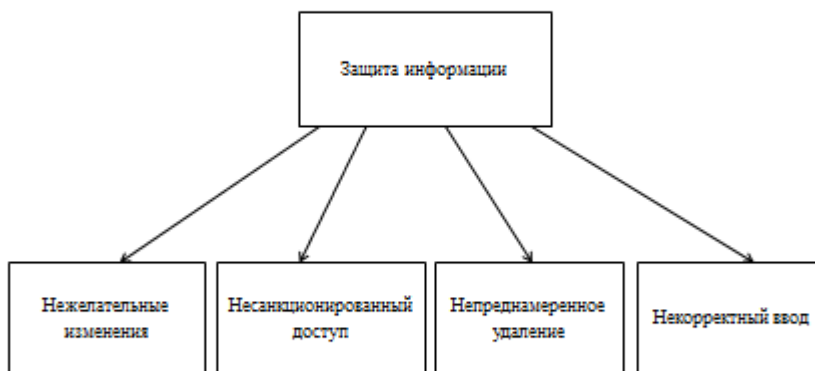 Защита информации
Нежелательные
изменения
Несанкционированный
доступ
Непреднамеренное
удаление
Некорректный ввод